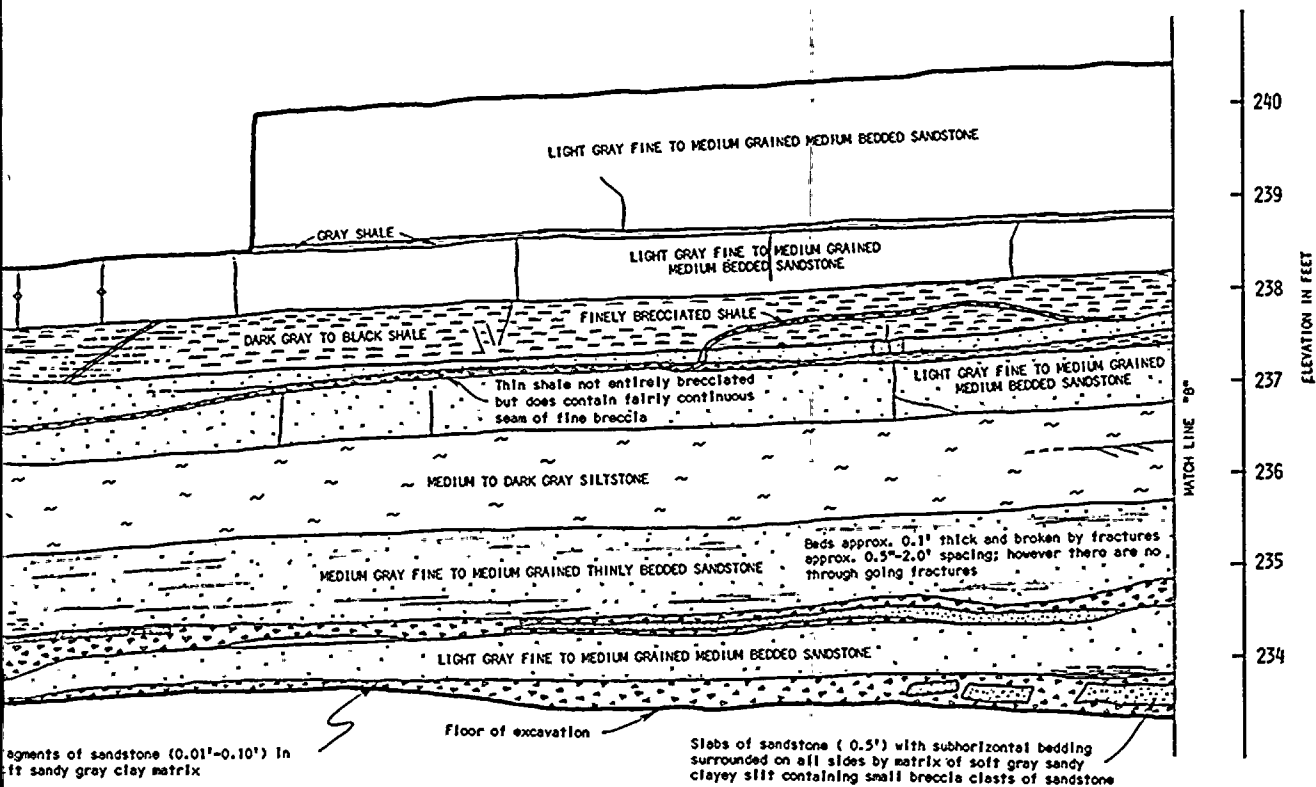 LIGHT GRAY FINE TO MEDIUM GRAINED MEDIUM BEDDED SANDSTONE
GRAY SHALE
LIGHT GRAY FINE TO MEDIUM GRAINED
MEDIUM BEDDED SANDSTONE
FINELY BRECCIATED SHALE
DARK GRAY TO BLACK SHALE
Thin shale not entirely brecciated
but does contain fairly continuous
seam of fine breccia
LIGHT GRAY FINE TO MEDIUM GRAINED
MEDIUM BEDDED SANDSTONE
MEDIUM TO DARK GRAY SILTSTONE
Beds approx. 0.1' thick and broken by fractures
approx. 0.5"-2.0' spacing; however there are no
through going fractures
MEDIUM GRAY FINE TO MEDIUM GRAINED THINLY BEDDED SANDSTONE
LIGHT GRAY FINE TO MEDIUM GRAINED MEDIUM BEDDED SANDSTONE
Floor of excavation
agments of sandstone (0.01'-0.10') in
ft sandy gray clay matrix
Slabs of sandstone ( 0.5') with subhorizontal bedding
surrounded on all sides by matrix of soft gray sandy
clayey silt containing small breccia clasts of sandstone
MATCH LINE
240
239
238
237
236
235
234
ELEVATION IN FEET